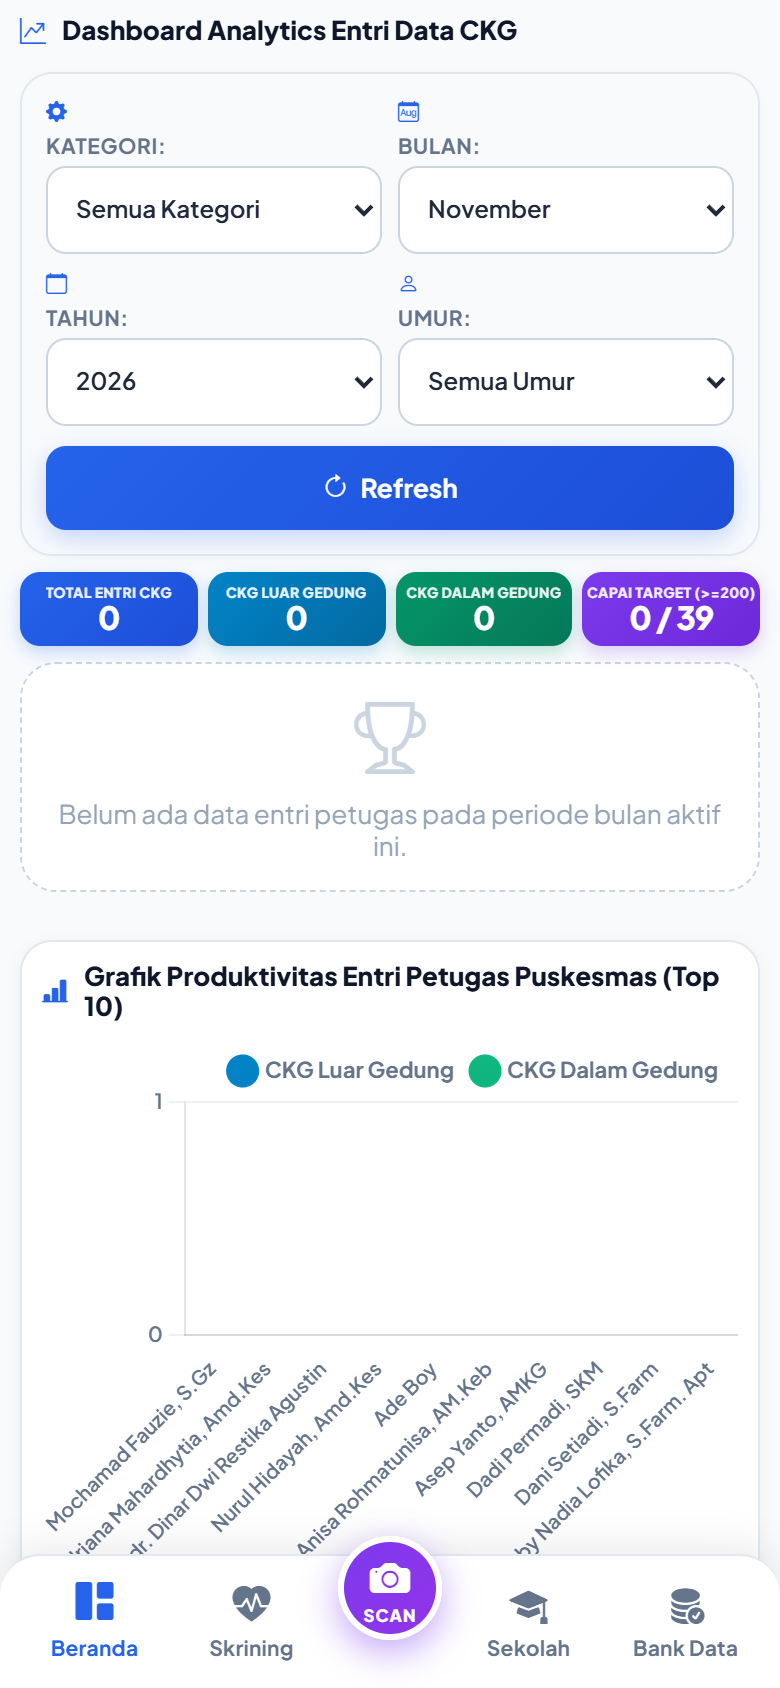 Dashboard Analytics Entri Data CKG
Aug
KATEGORI:
BULAN:
Semua Kategori
November
TAHUN:
UMUR:
2026
Semua Umur
Refresh
TOTAL ENTRI CKG
0
CKG LUAR GEDUNG
0
CKG DALAM GEDUNG
0
CAPAI TARGET (>=200)
0 / 39
Belum ada data entri petugas pada periode bulan aktif
ini.
Grafik Produktivitas Entri Petugas Puskesmas (Top
10)
CKG Luar Gedung
CKG Dalam Gedung
1
0
Mochamad Fauzie, S.Gz
Mahardhytia, Amd.Kes
dr. Dinar Dwi Restika Agustin
Nurul Hidayah, Amd.Kes
Ade Boy
Anisa Rohmatunisa, AM.Keb
Asep Yanto, AMKG
Dadi Permadi, SKM
Dani Setiadi, S.Farm
Nadia Lofika, S.Farm. Apt
Beranda
Skrining
SCAN
Sekolah
Bank Data